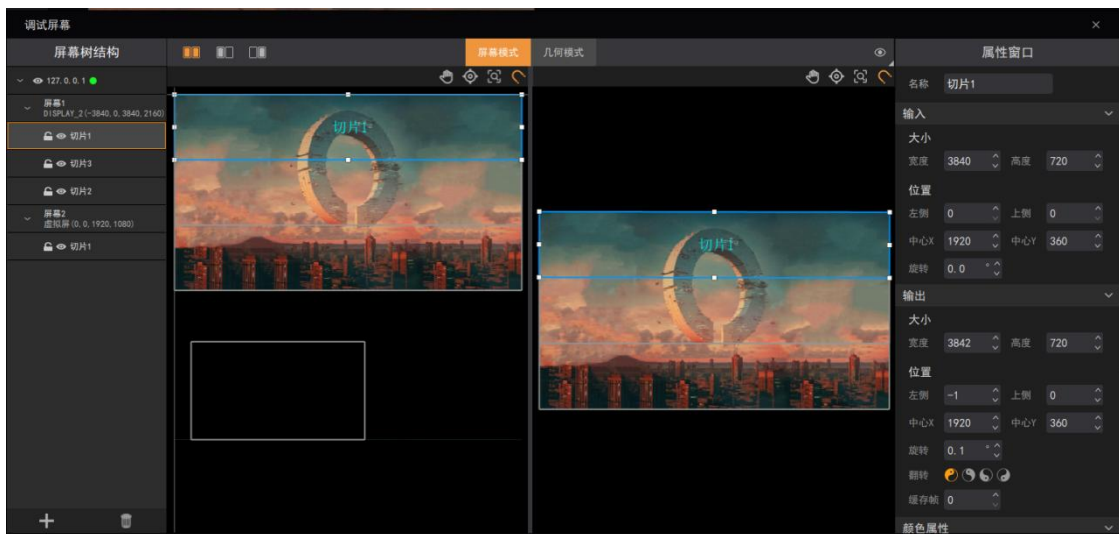 调试屏幕
屏幕树结构
屏幕模式
几何模式
属性窗口
127.0.0.1
屏幕1
DISPLAY_2(-3840,0,3840,2160)
切片1
切片3
切片2
屏幕2
虚拟屏(0,0,1920,1080)
切片1
切片1
切片1
名称 切片1
输入
大小
宽度 3840 高度 720
位置
左侧 0 上侧 0
中心X 1920 中心Y 360
旋转 0.0 °
输出
大小
宽度 3842 高度 720
位置
左侧 -1 上侧 0
中心X 1920 中心Y 360
旋转 0.1 °
翻转
缓存帧 0
颜色属性